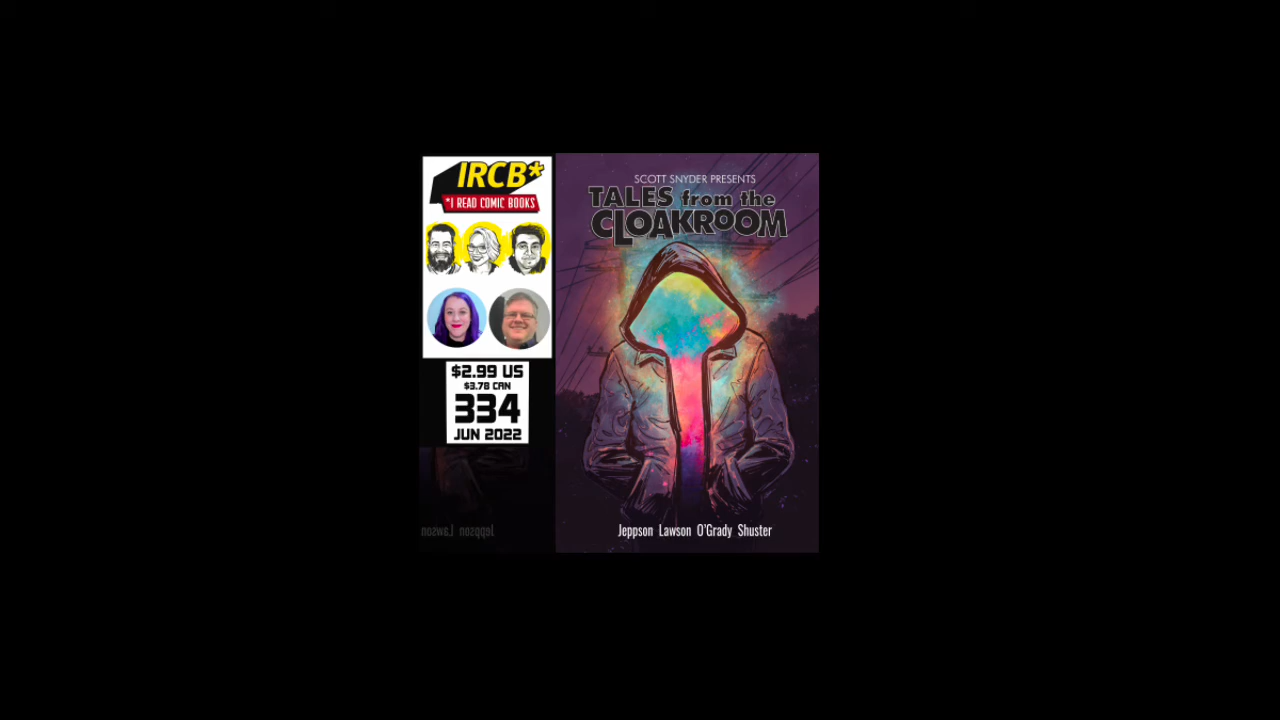 IRCB*
*I READ COMIC BOOKS
$2.99 US
$3.78 CAN
334
JUN 2022
Jeppson Lawson
SCOTT SNYDER PRESENTS
TALES from the
CLOAKROOM
Jeppson Lawson O'Grady Shuster